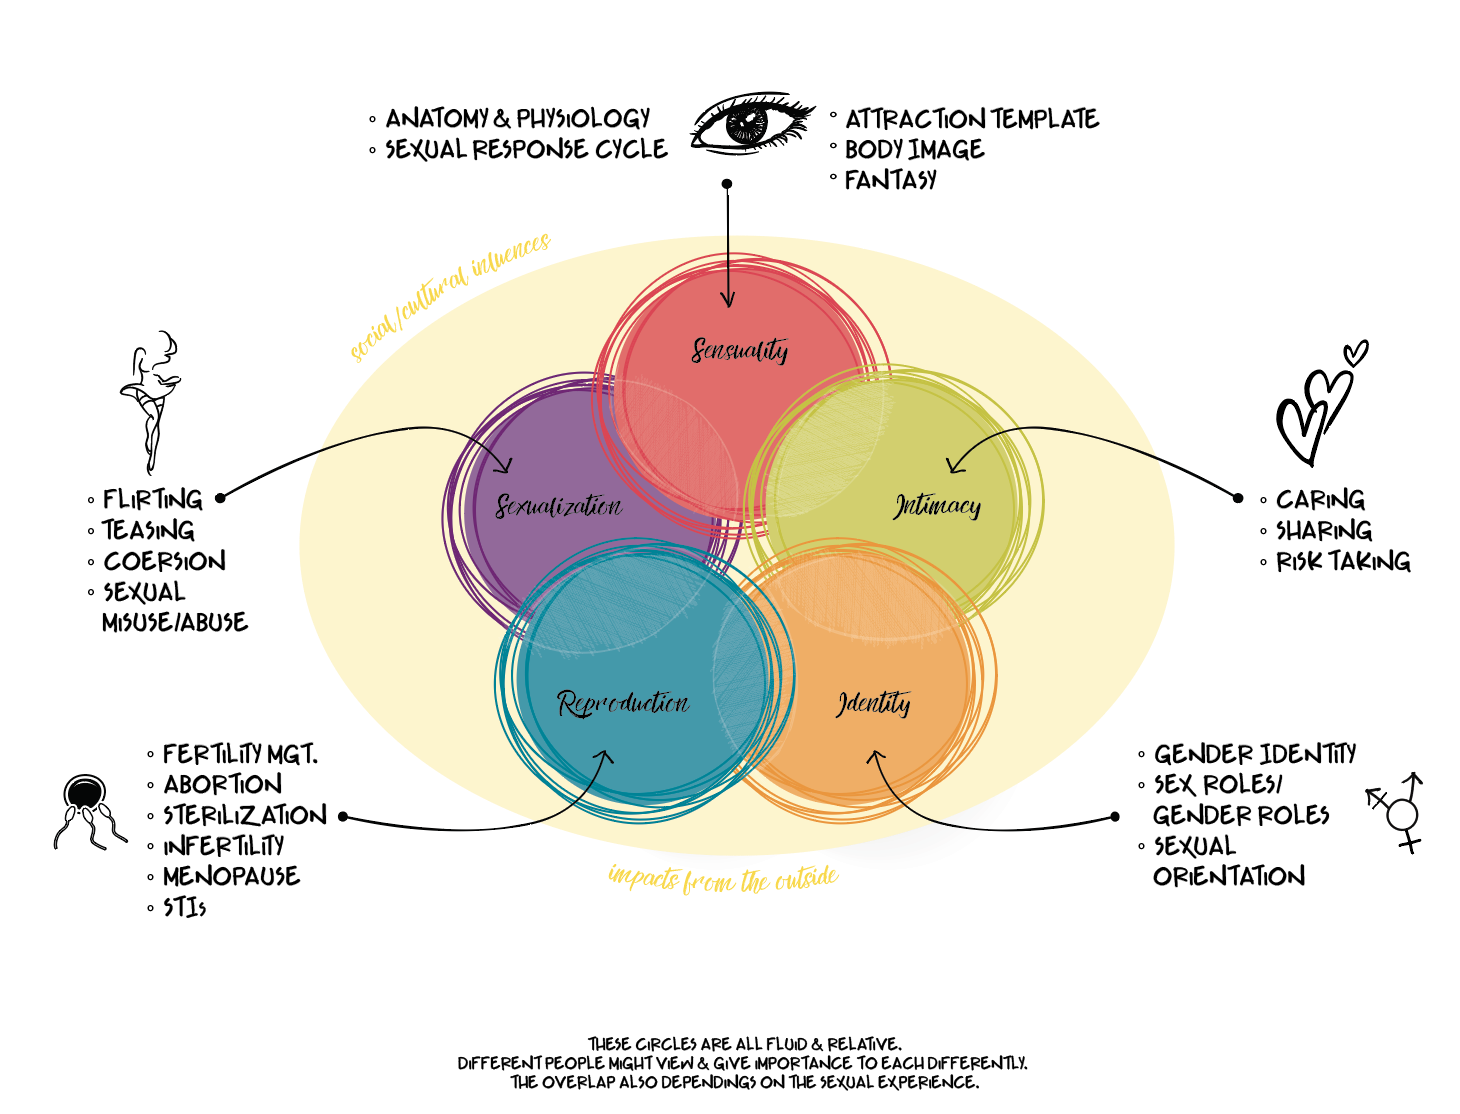 ANATOMY & PHYSIOLOGY
SEXUAL RESPONSE CYCLE
ATTRACTION TEMPLATE
BODY IMAGE
FANTASY
social/cultural influences
Sensuality
Sexualization
Intimacy
FLIRTING
TEASING
COERSION
SEXUAL
MISUSE/ABUSE
CARING
SHARING
RISK TAKING
Reproduction
Identity
FERTILITY MGT.
ABORTION
STERILIZATION
INFERTILITY
MENOPAUSE
STIs
GENDER IDENTITY
SEX ROLES/
GENDER ROLES
SEXUAL
ORIENTATION
impacts from the outside
THESE CIRCLES ARE ALL FLUID & RELATIVE.
DIFFERENT PEOPLE MIGHT VIEW & GIVE IMPORTANCE TO EACH DIFFERENTLY.
THE OVERLAP ALSO DEPENDINGS ON THE SEXUAL EXPERIENCE.